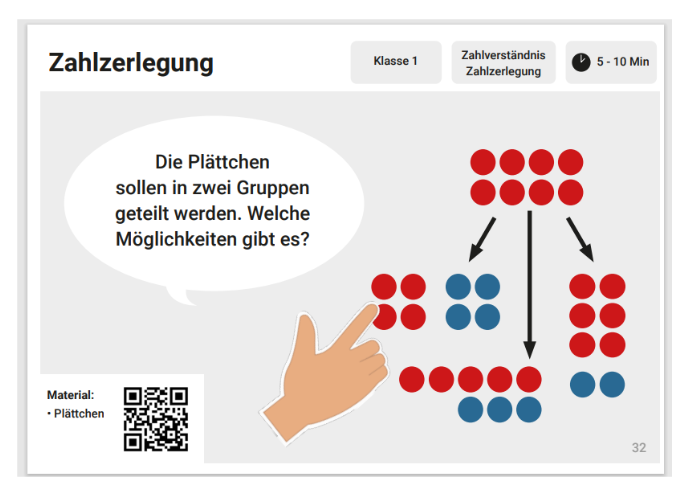 Zahlzerlegung
Klasse 1
Zahlverständnis
Zahlzerlegung
5 - 10 Min
Die Plättchen
sollen in zwei Gruppen
geteilt werden. Welche
Möglichkeiten gibt es?
Material:
• Plättchen
32